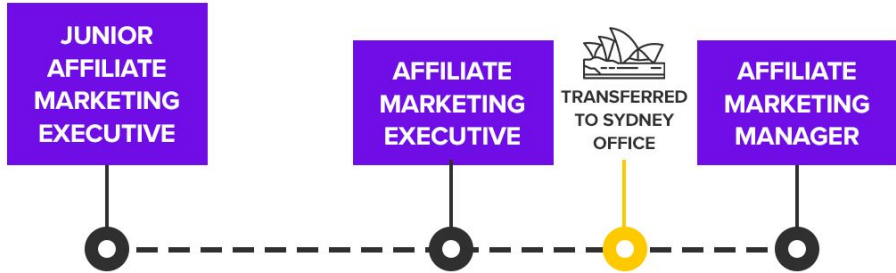 JUNIOR
AFFILIATE
MARKETING
EXECUTIVE
AFFILIATE
MARKETING
EXECUTIVE
TRANSFERRED
TO SYDNEY
OFFICE
AFFILIATE
MARKETING
MANAGER